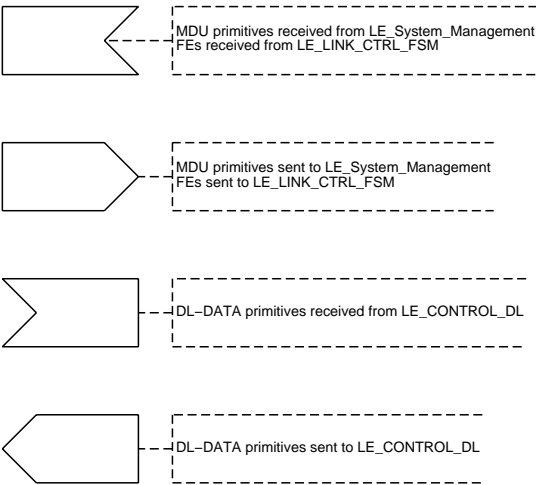 MDU primitives received from LE_System_Management
FEs received from LE_LINK_CTRL_FSM
MDU primitives sent to LE_System_Management
FEs sent to LE_LINK_CTRL_FSM
DL−DATA primitives received from LE_CONTROL_DL
DL−DATA primitives sent to LE_CONTROL_DL